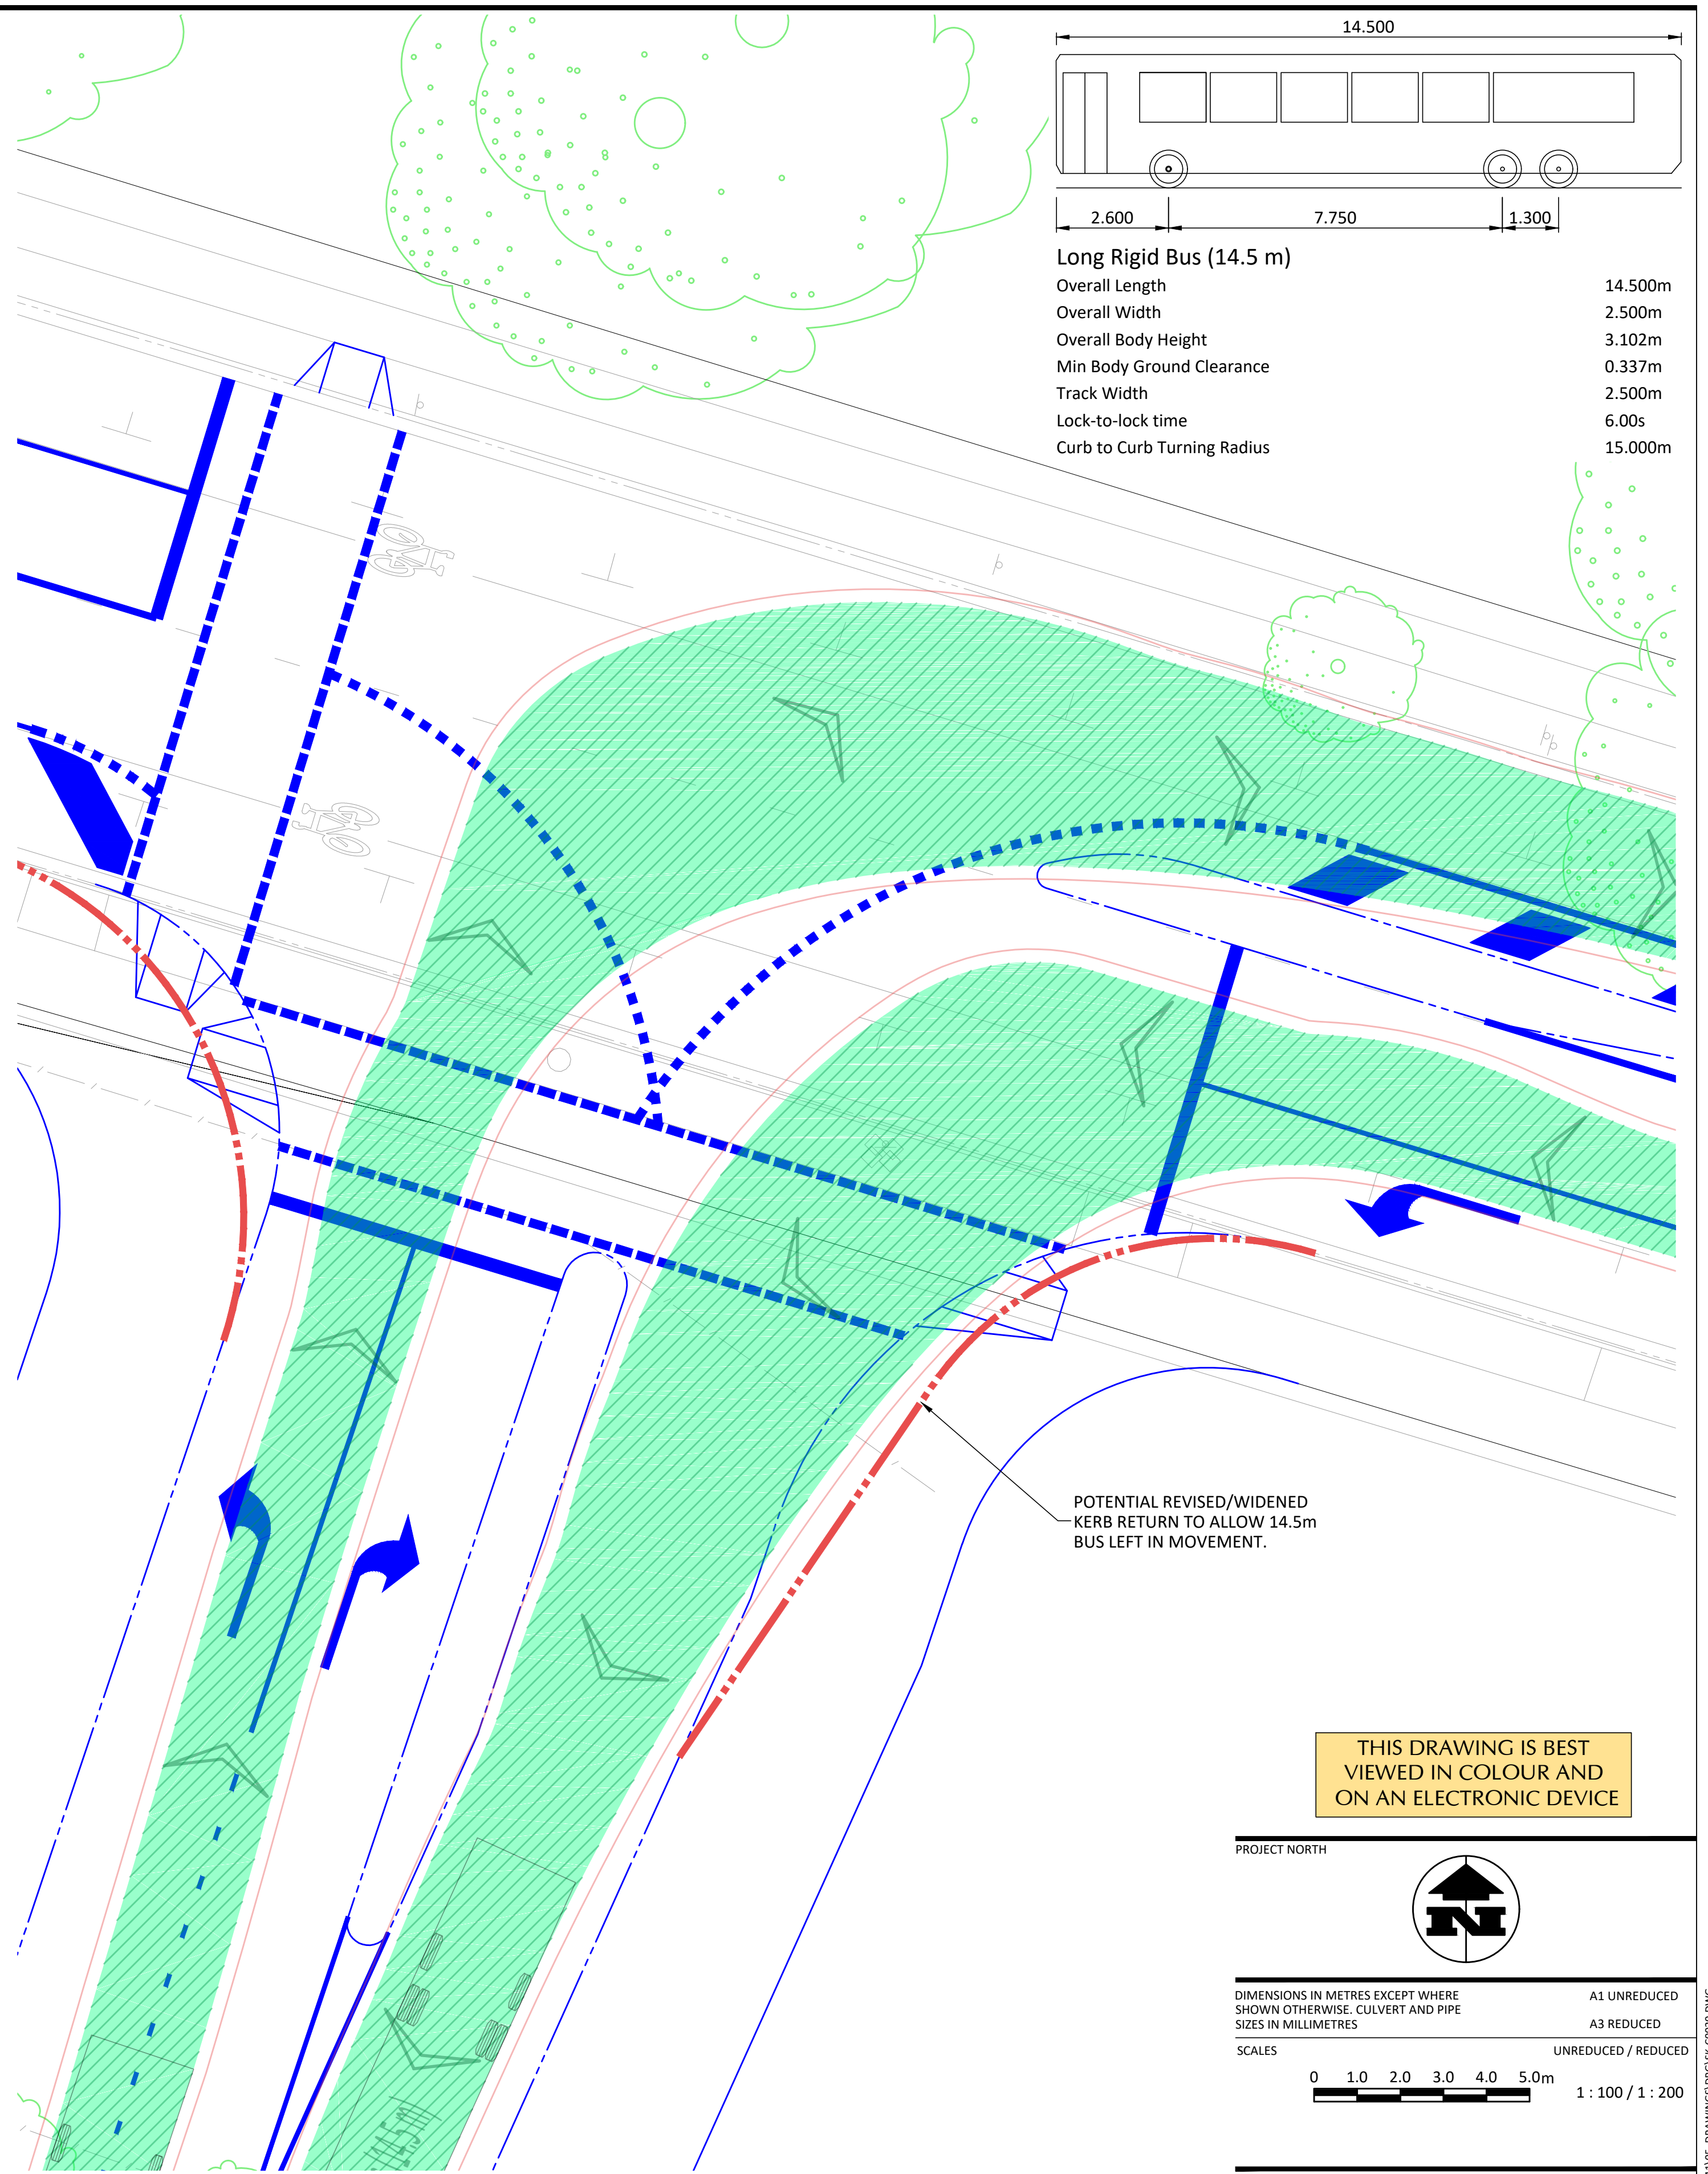 14.500
2.600 7.750 1.300
Long Rigid Bus (14.5 m)
Overall Length 14.500m
Overall Width 2.500m
Overall Body Height 3.102m
Min Body Ground Clearance 0.337m
Track Width 2.500m
Lock-to-lock time 6.00s
Curb to Curb Turning Radius 15.000m
POTENTIAL REVISED/WIDENED
KERB RETURN TO ALLOW 14.5m
BUS LEFT IN MOVEMENT.
THIS DRAWING IS BEST
VIEWED IN COLOUR AND
ON AN ELECTRONIC DEVICE
PROJECT NORTH
N
DIMENSIONS IN METRES EXCEPT WHERE
SHOWN OTHERWISE. CULVERT AND PIPE
SIZES IN MILLIMETRES
A1 UNREDUCED
A3 REDUCED
SCALES UNREDUCED / REDUCED
0 1.0 2.0 3.0 4.0 5.0m
1 : 100 / 1 : 200